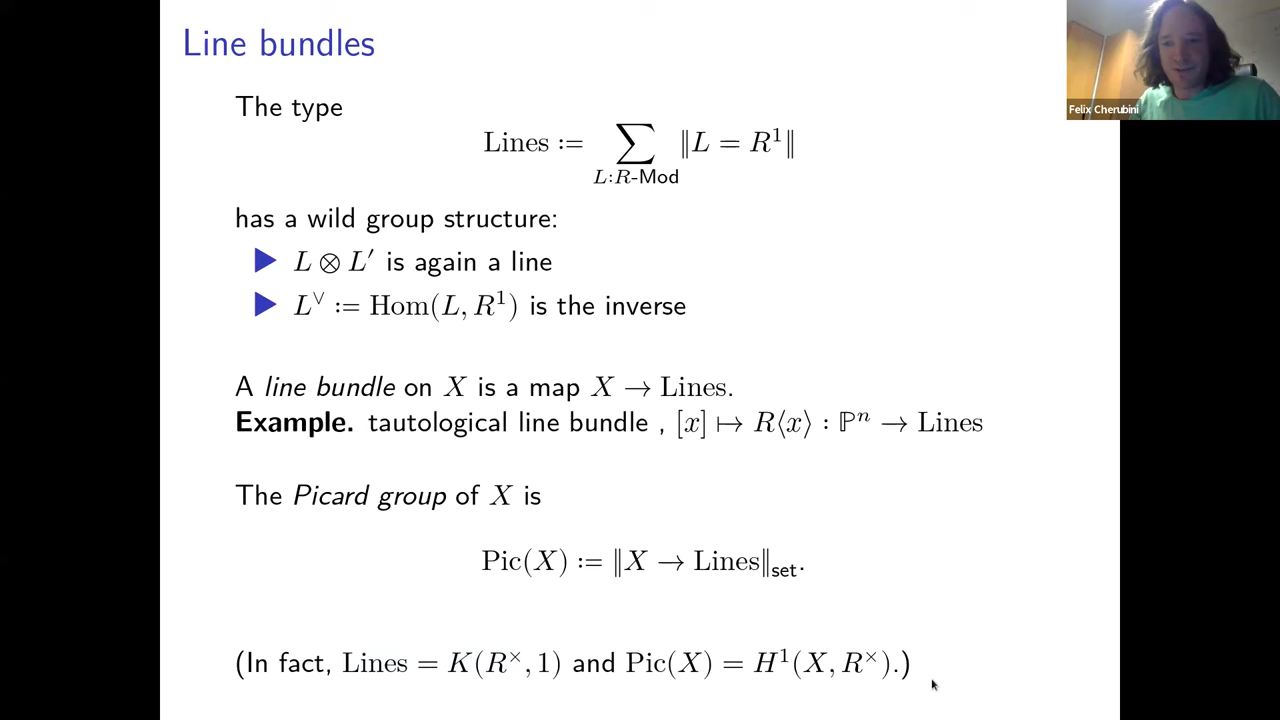 Line bundles
Felix Cherubini
The type
Lines := ∑ ‖L = R¹‖
L:R-Mod
has a wild group structure:
▶ L ⊗ L′ is again a line
▶ L^∨ := Hom(L, R¹) is the inverse
A line bundle on X is a map X → Lines.
Example. tautological line bundle , [x] ↦ R⟨x⟩ : ℙⁿ → Lines
The Picard group of X is
Pic(X) := ‖X → Lines‖_set.
(In fact, Lines = K(R^×, 1) and Pic(X) = H¹(X, R^×).)